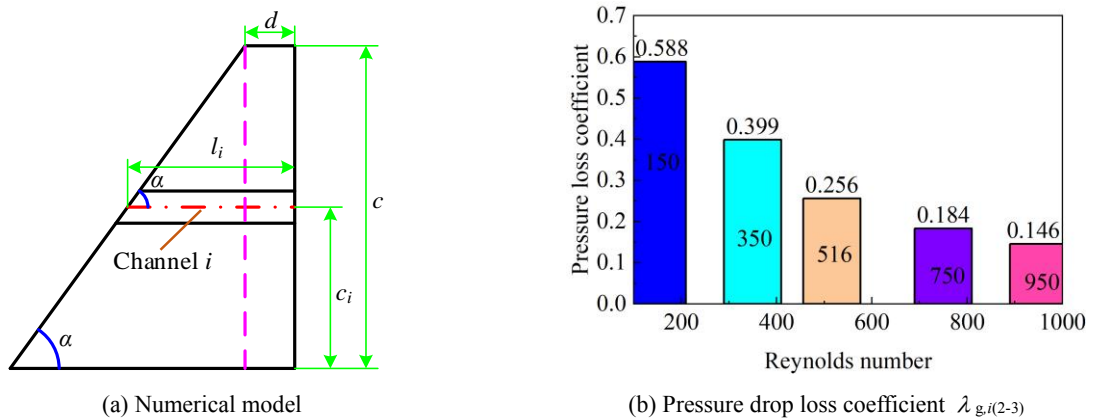 d
l_i
α
c
Channel i
c_i
α
(a) Numerical model
Pressure loss coefficient
0.7
0.6
0.5
0.4
0.3
0.2
0.1
0.0
0.588
0.399
0.256
0.184
0.146
150
350
516
750
950
200 400 600 800 1000
Reynolds number
(b) Pressure drop loss coefficient λ g,i(2-3)